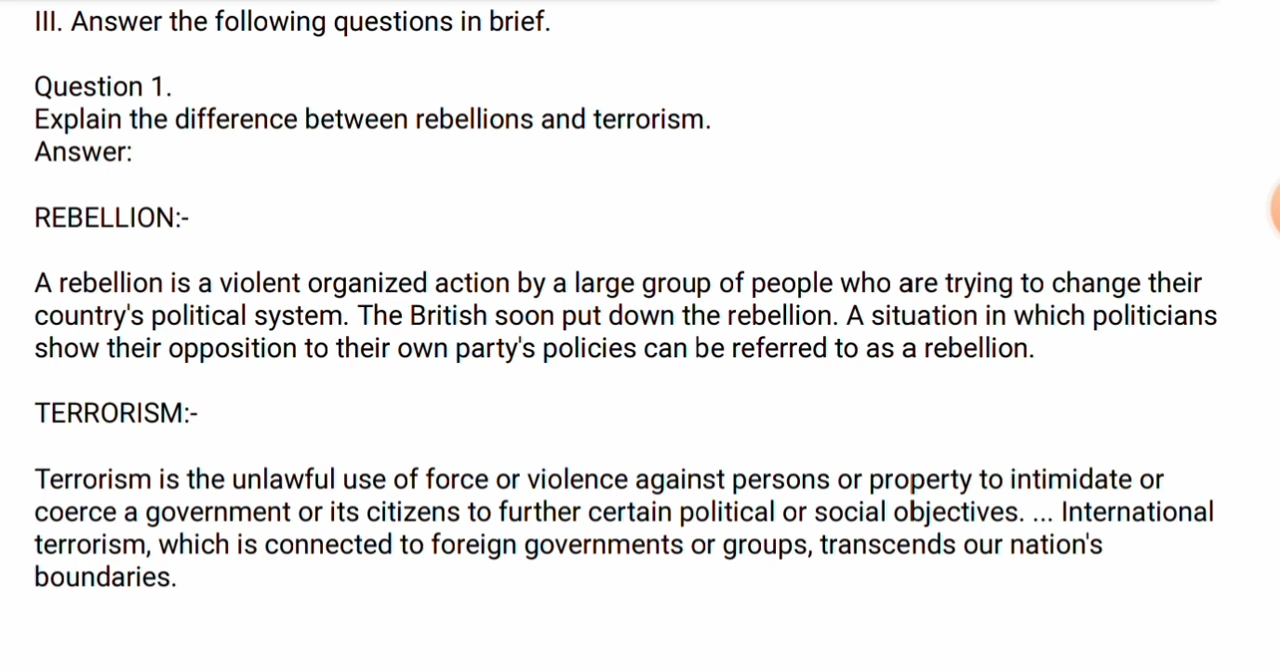 III. Answer the following questions in brief.
Question 1.
Explain the difference between rebellions and terrorism.
Answer:
REBELLION:-
A rebellion is a violent organized action by a large group of people who are trying to change their
country's political system. The British soon put down the rebellion. A situation in which politicians
show their opposition to their own party's policies can be referred to as a rebellion.
TERRORISM:-
Terrorism is the unlawful use of force or violence against persons or property to intimidate or
coerce a government or its citizens to further certain political or social objectives. ... International
terrorism, which is connected to foreign governments or groups, transcends our nation's
boundaries.